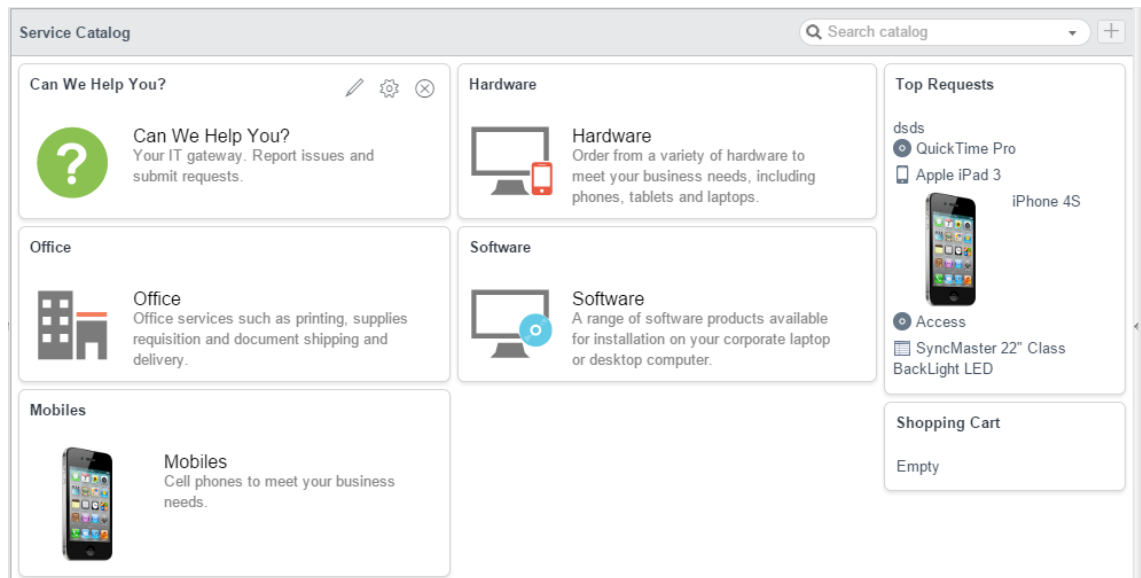 Service Catalog
Search catalog
Can We Help You?
Can We Help You?
Your IT gateway. Report issues and
submit requests.
Hardware
Hardware
Order from a variety of hardware to
meet your business needs, including
phones, tablets and laptops.
Office
Office
Office services such as printing, supplies
requisition and document shipping and
delivery.
Software
Software
A range of software products available
for installation on your corporate laptop
or desktop computer.
Mobiles
Mobiles
Cell phones to meet your business
needs.
Top Requests
dsds
QuickTime Pro
Apple iPad 3
iPhone 4S
Access
SyncMaster 22" Class
BackLight LED
Shopping Cart
Empty